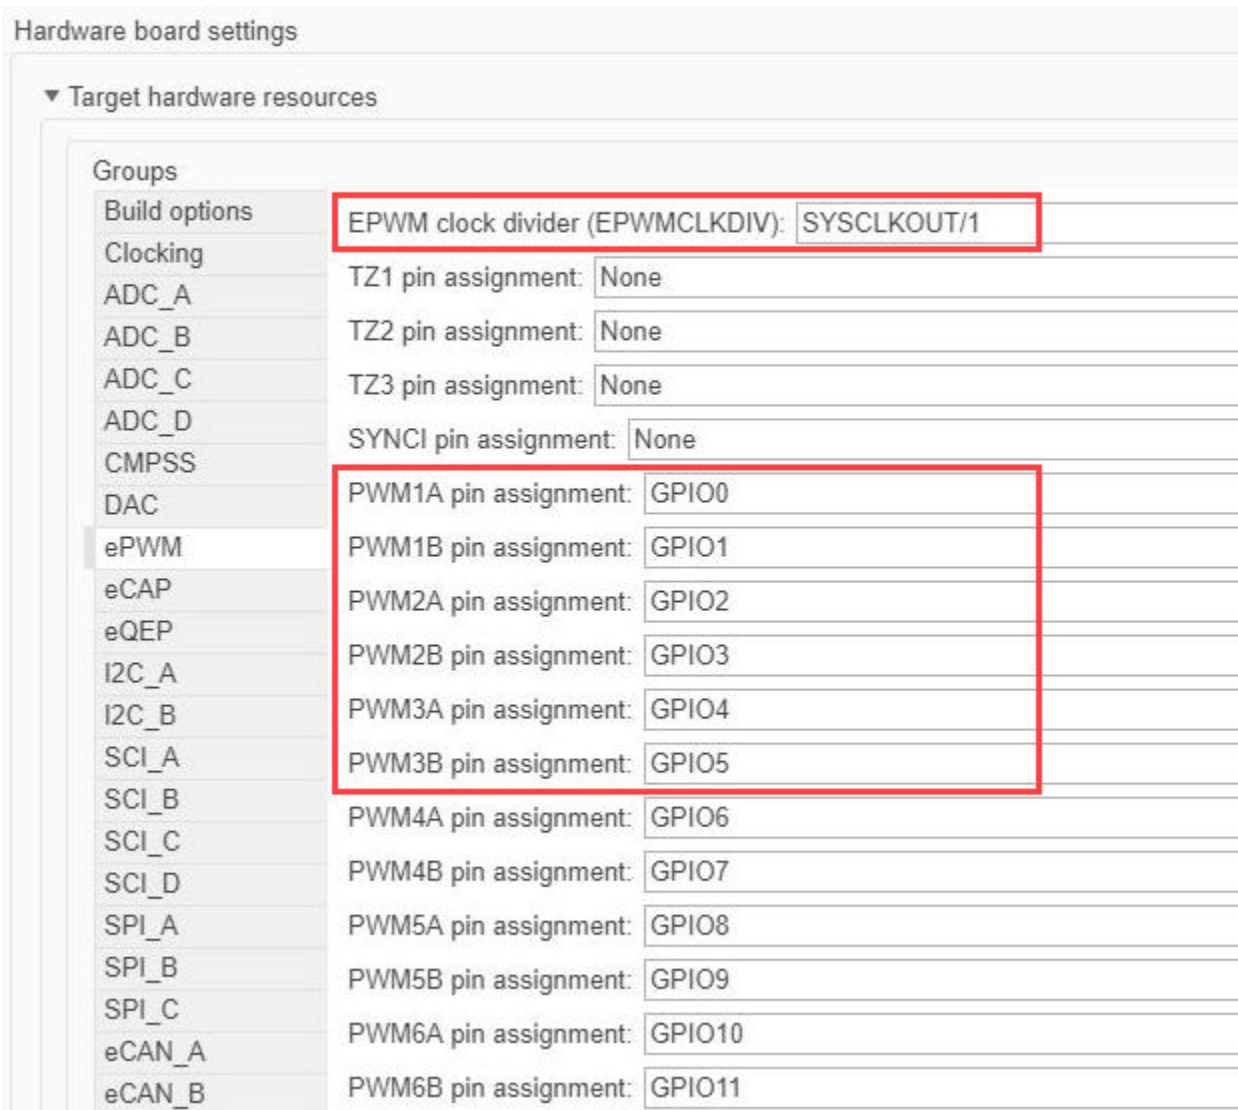 Hardware board settings
Target hardware resources
Groups
Build options
Clocking
ADC_A
ADC_B
ADC_C
ADC_D
CMPSS
DAC
ePWM
eCAP
eQEP
I2C_A
I2C_B
SCI_A
SCI_B
SCI_C
SCI_D
SPI_A
SPI_B
SPI_C
eCAN_A
eCAN_B
EPWM clock divider (EPWMCLKDIV): SYSCLKOUT/1
TZ1 pin assignment: None
TZ2 pin assignment: None
TZ3 pin assignment: None
SYNCI pin assignment: None
PWM1A pin assignment: GPIO0
PWM1B pin assignment: GPIO1
PWM2A pin assignment: GPIO2
PWM2B pin assignment: GPIO3
PWM3A pin assignment: GPIO4
PWM3B pin assignment: GPIO5
PWM4A pin assignment: GPIO6
PWM4B pin assignment: GPIO7
PWM5A pin assignment: GPIO8
PWM5B pin assignment: GPIO9
PWM6A pin assignment: GPIO10
PWM6B pin assignment: GPIO11